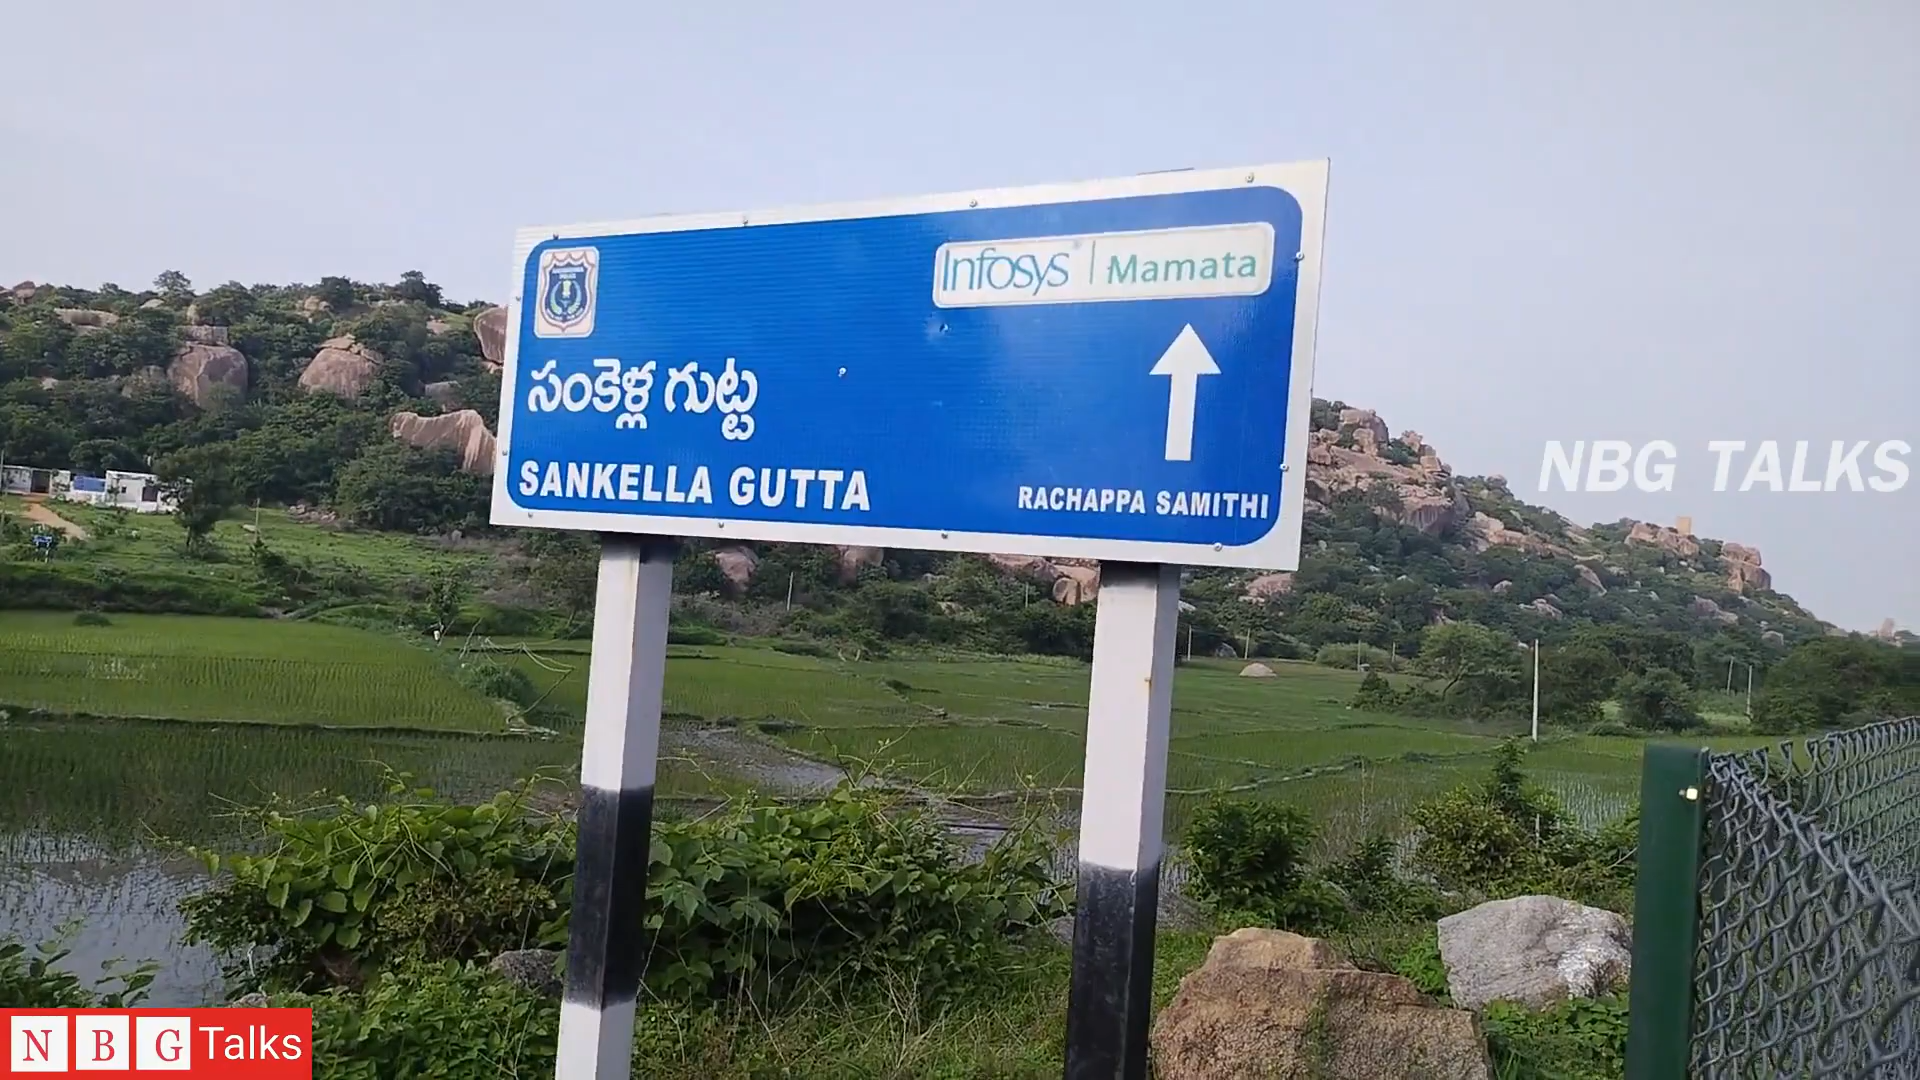 Infosys | Mamata
సంకెళ్ల గుట్ట
SANKELLA GUTTA
RACHAPPA SAMITHI
NBG TALKS
NBG Talks